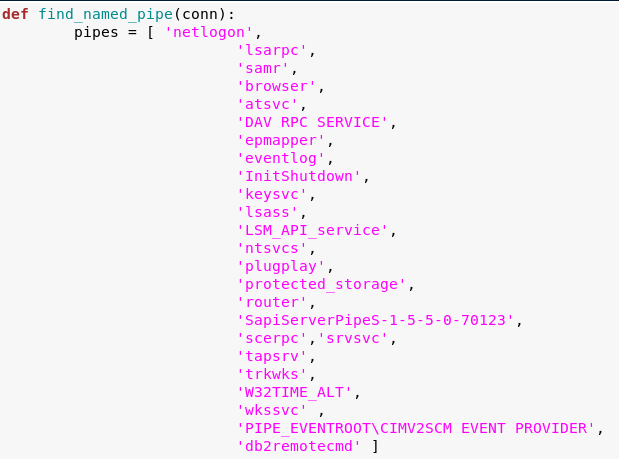 def find_named_pipe(conn):
pipes = [ 'netlogon',
'lsarpc',
'samr',
'browser',
'atsvc',
'DAV RPC SERVICE',
'epmapper',
'eventlog',
'InitShutdown',
'keysvc',
'lsass',
'LSM_API_service',
'ntsvcs',
'plugplay',
'protected_storage',
'router',
'SapiServerPipeS-1-5-5-0-70123',
'scerpc','srvsvc',
'tapsrv',
'trkwks',
'W32TIME_ALT',
'wkssvc' ,
'PIPE_EVENTROOT\CIMV2SCM EVENT PROVIDER',
'db2remotecmd' ]